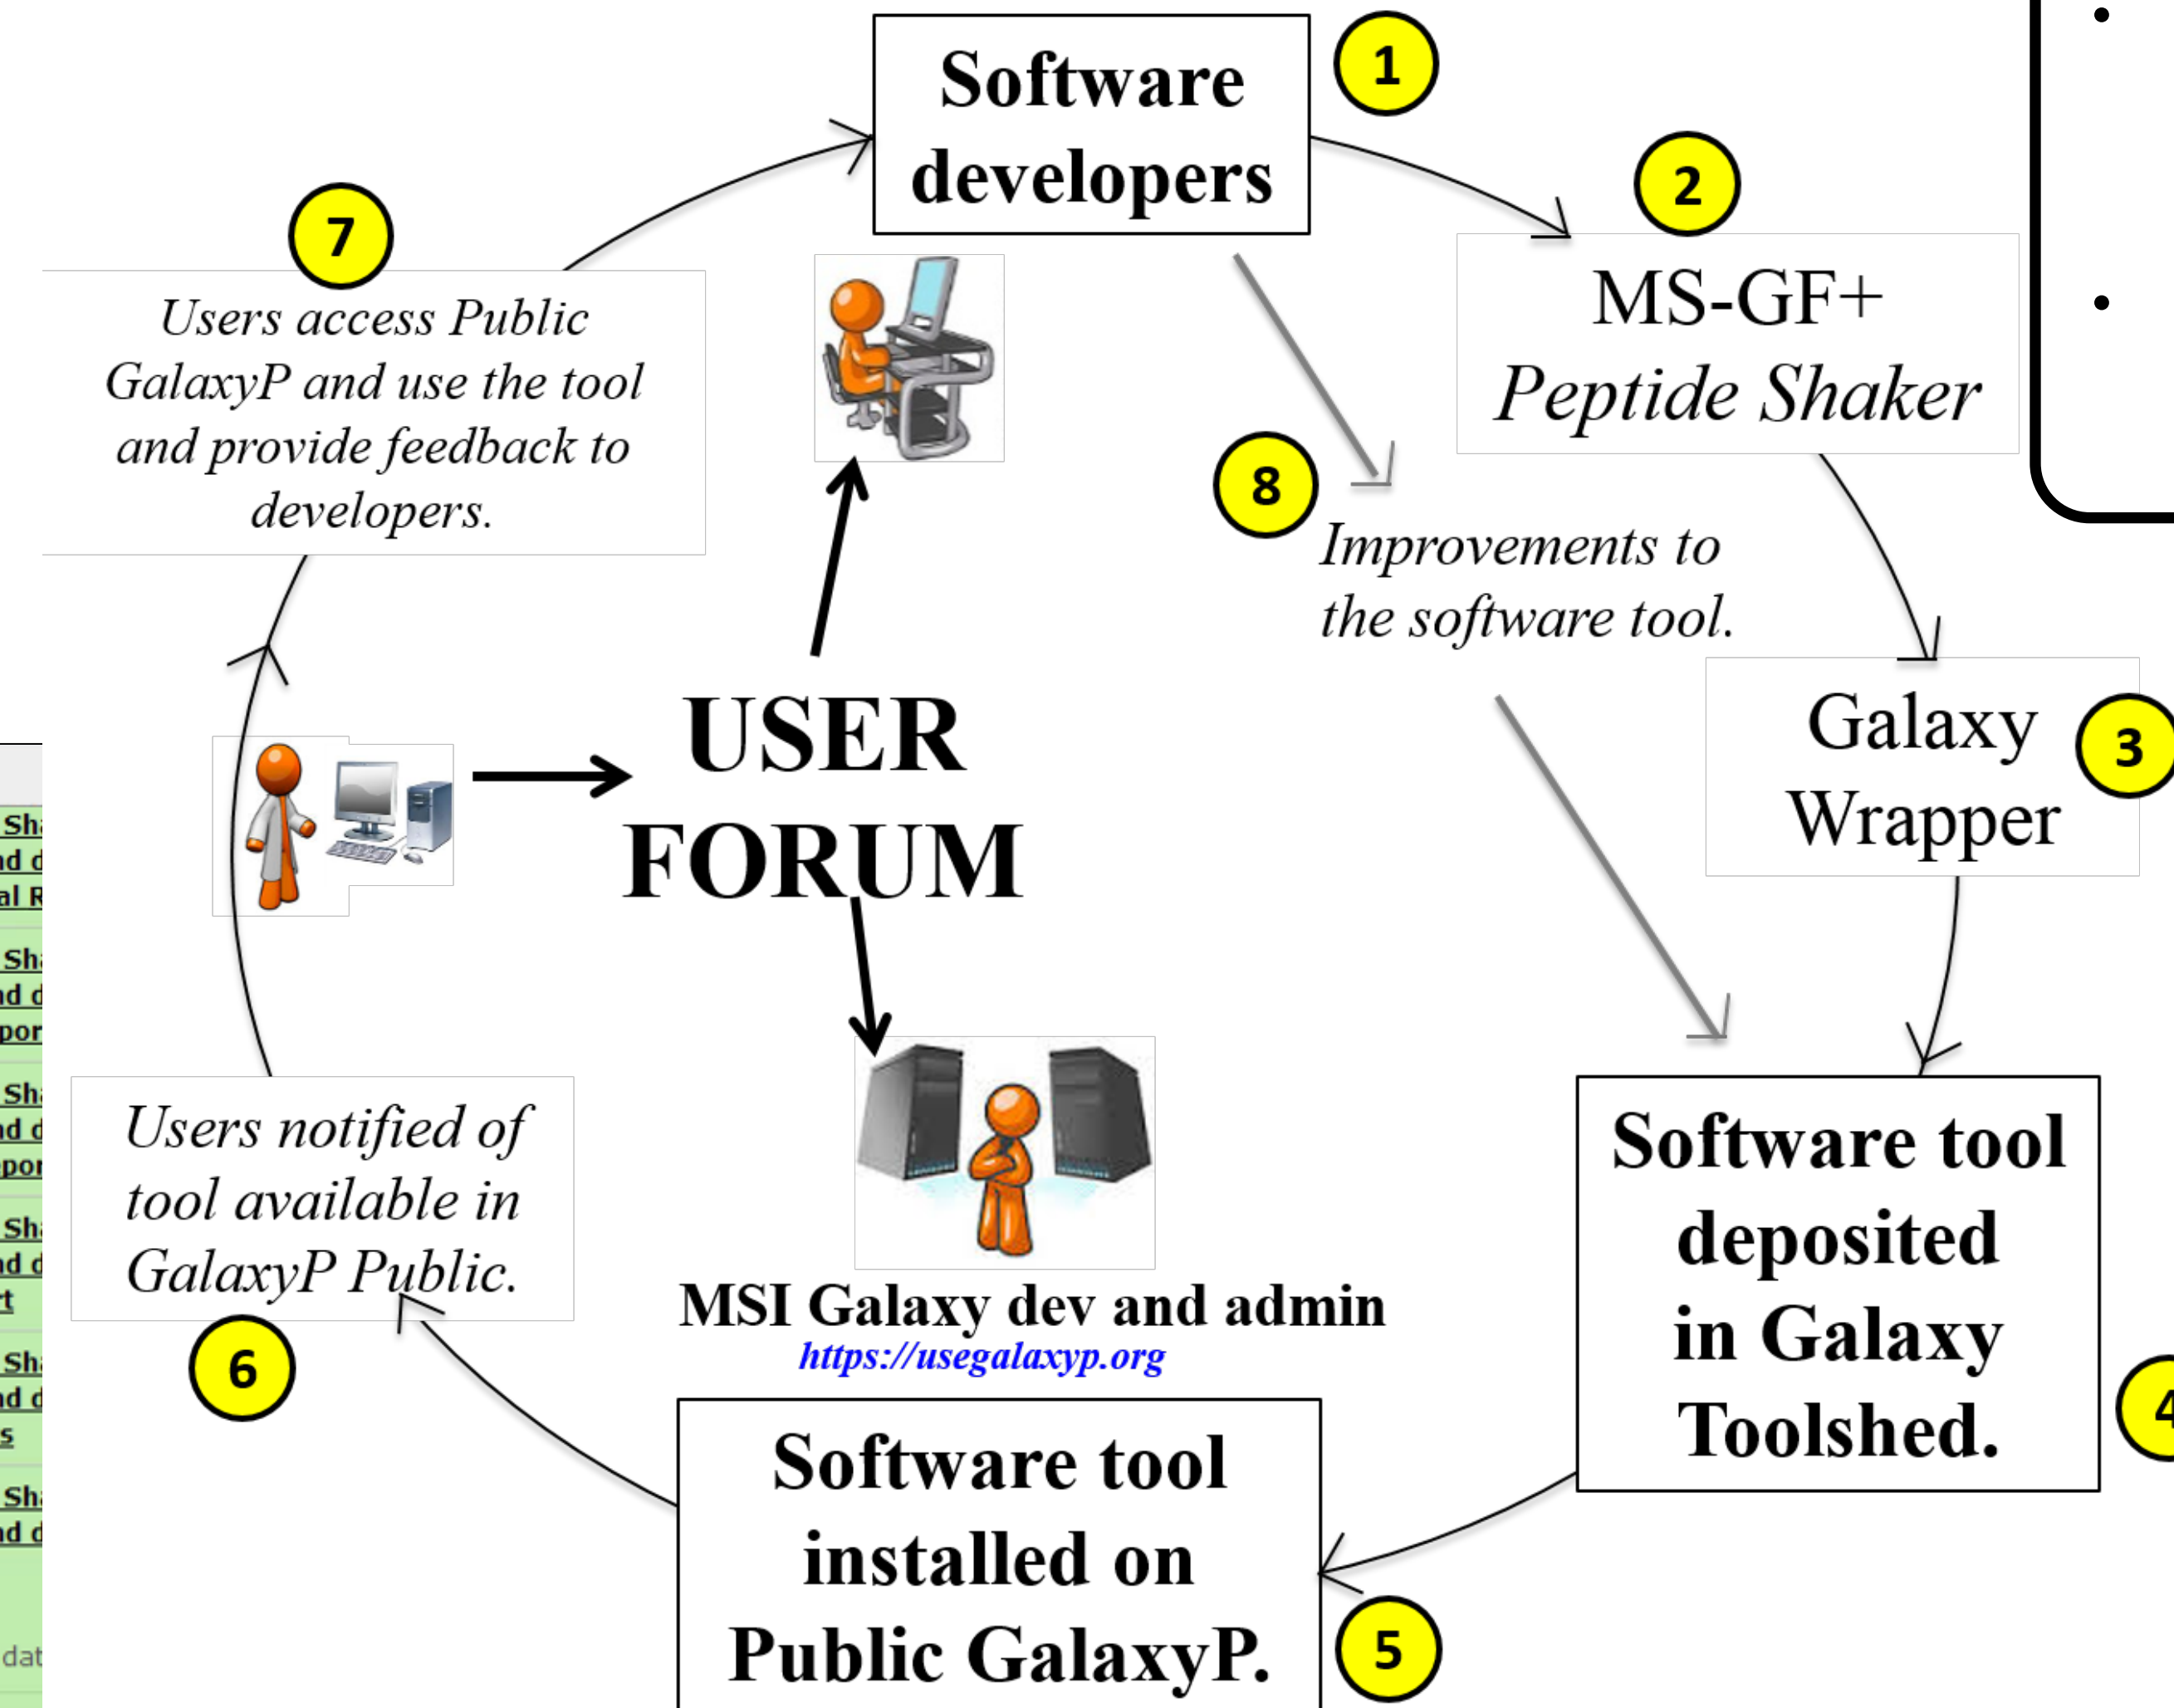 Software
developers
1
2
MS-GF+
Peptide Shaker
7
Users access Public
GalaxyP and use the tool
and provide feedback to
developers.
8
Improvements to
the software tool.
Galaxy
Wrapper
3
USER
FORUM
Software tool
deposited
in Galaxy
Toolshed.
4
Users notified of
tool available in
GalaxyP Public.
6
MSI Galaxy dev and admin
https://usegalaxyp.org
Software tool
installed on
Public GalaxyP.
5